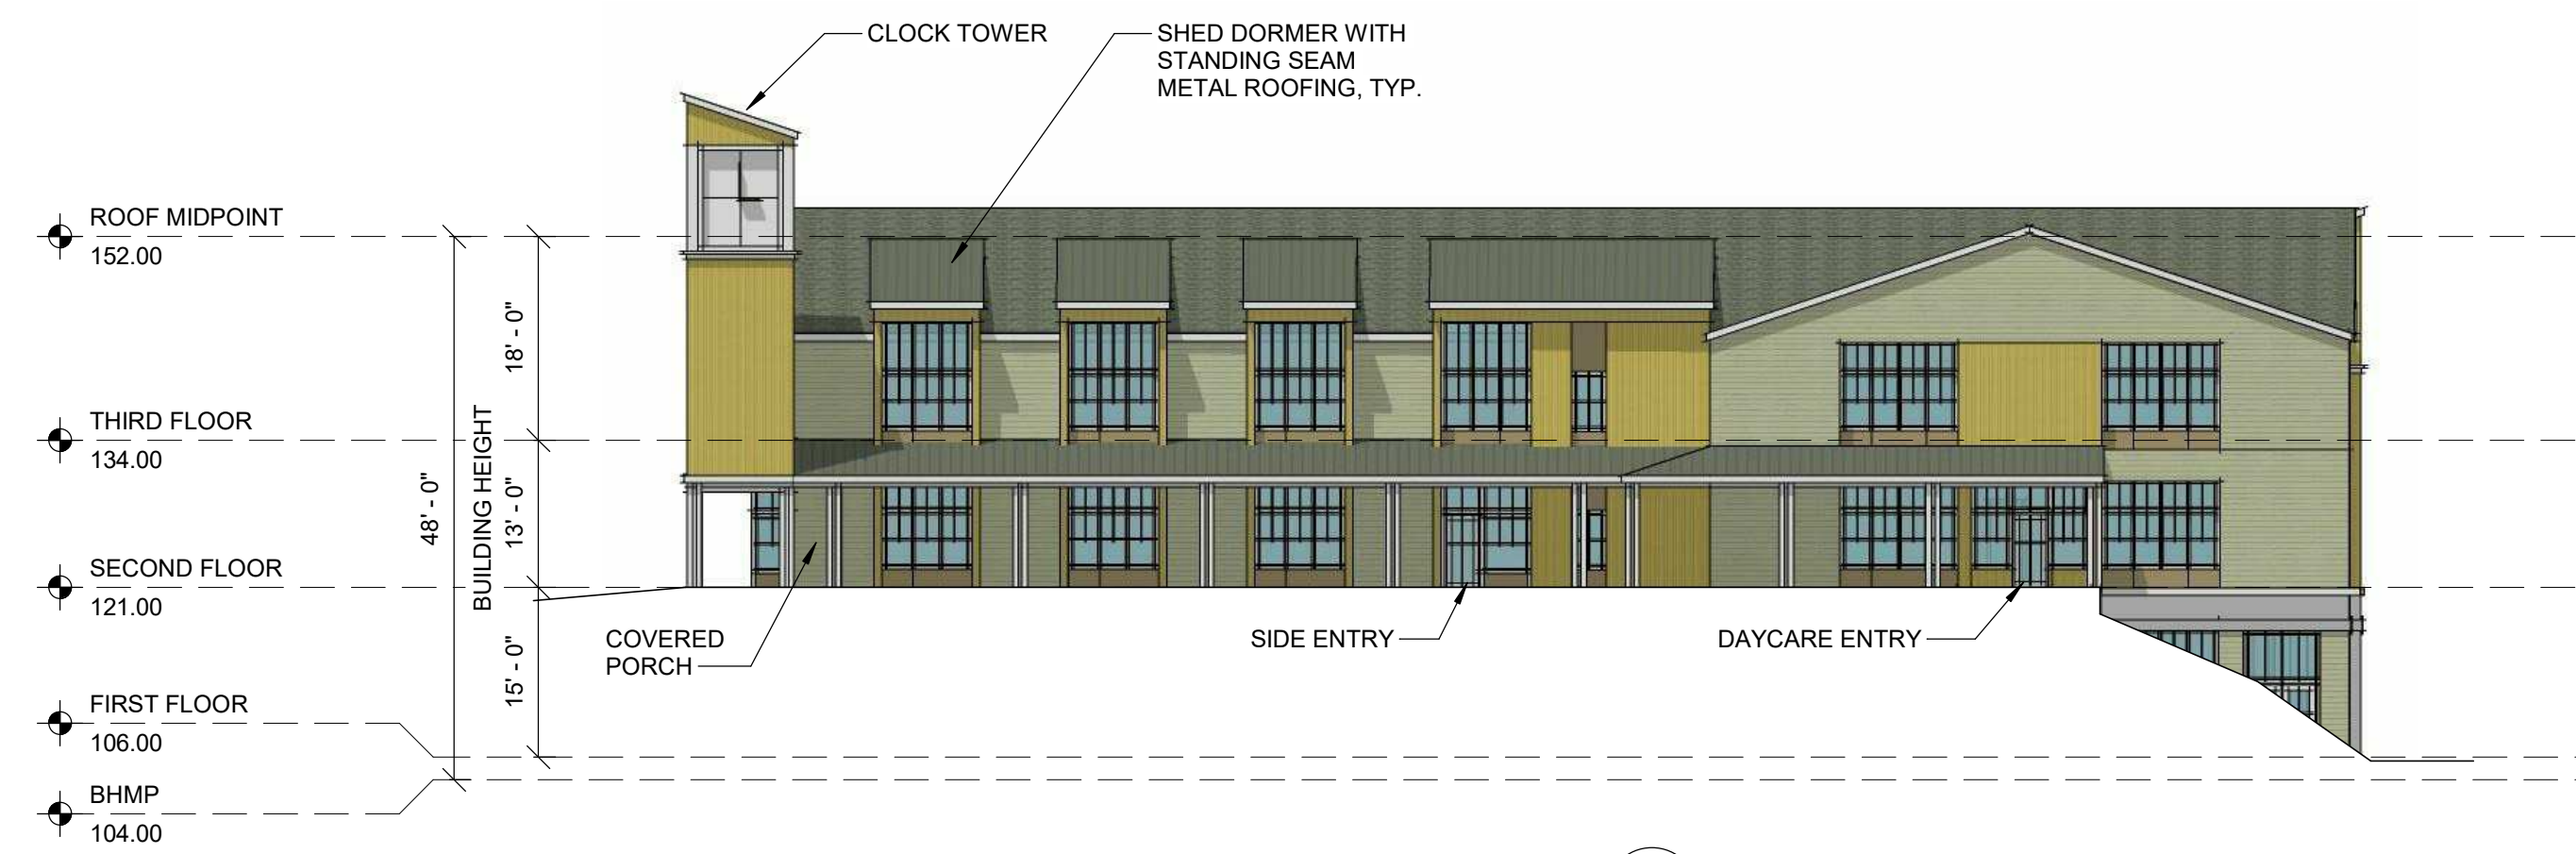 CLOCK TOWER
SHED DORMER WITH
STANDING SEAM
METAL ROOFING, TYP.
ROOF MIDPOINT
152.00
18' - 0"
THIRD FLOOR
134.00
48' - 0"
BUILDING HEIGHT
13' - 0"
SECOND FLOOR
121.00
COVERED
PORCH
SIDE ENTRY
DAYCARE ENTRY
15' - 0"
FIRST FLOOR
106.00
BHMP
104.00